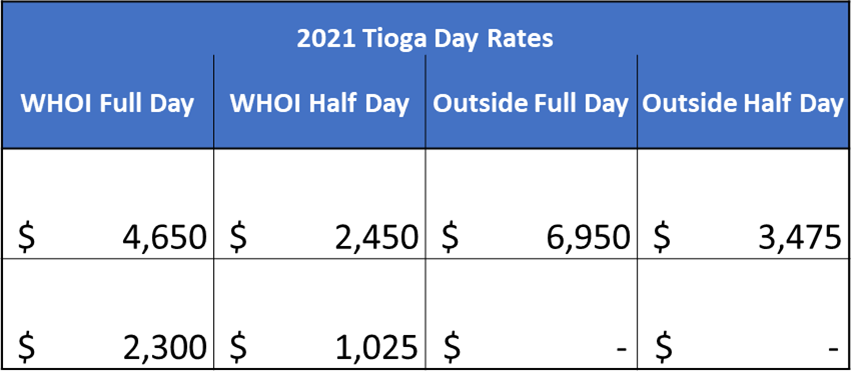 2021 Tioga Day Rates
WHOI Full Day WHOI Half Day Outside Full Day Outside Half Day
$ 4,650 $ 2,450 $ 6,950 $ 3,475
$ 2,300 $ 1,025 $ - $ -